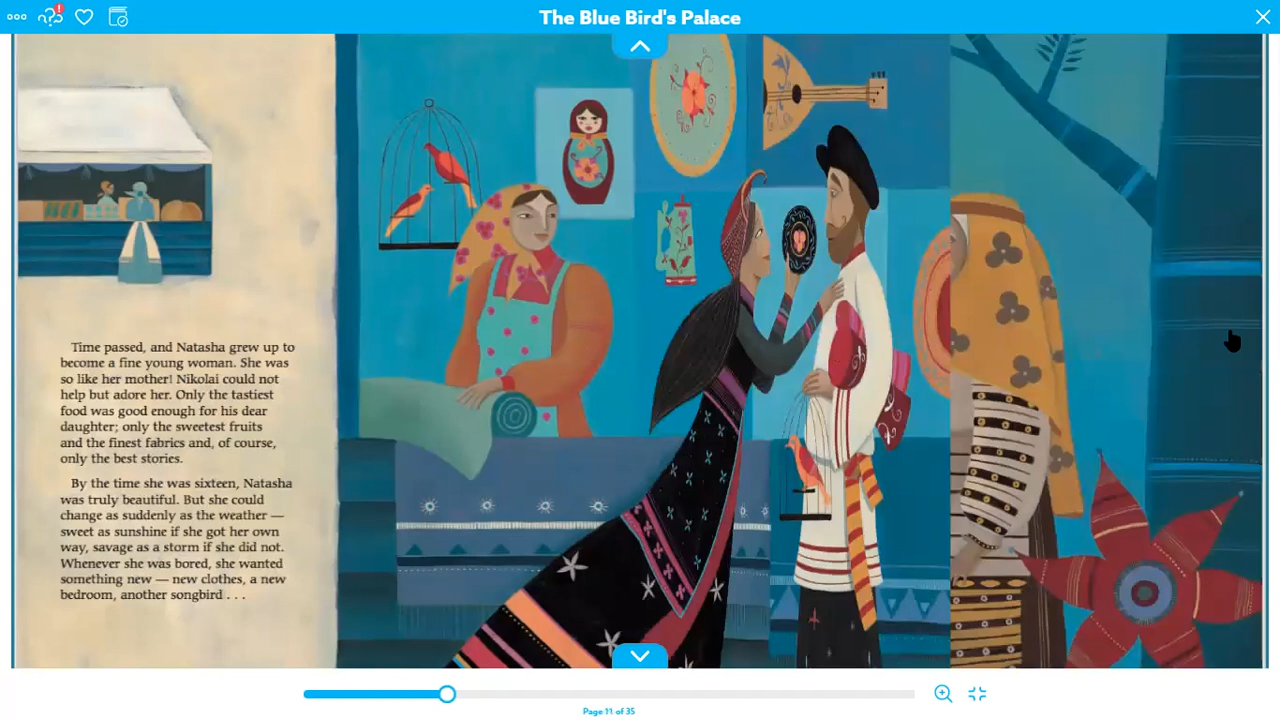 The Blue Bird's Palace
Time passed, and Natasha grew up to
become a fine young woman. She was
so like her mother! Nikolai could not
help but adore her. Only the tastiest
food was good enough for his dear
daughter; only the sweetest fruits
and the finest fabrics and, of course,
only the best stories.
By the time she was sixteen, Natasha
was truly beautiful. But she could
change as suddenly as the weather —
sweet as sunshine if she got her own
way, savage as a storm if she did not.
Whenever she was bored, she wanted
something new — new clothes, a new
bedroom, another songbird . . .
Page 11 of 35